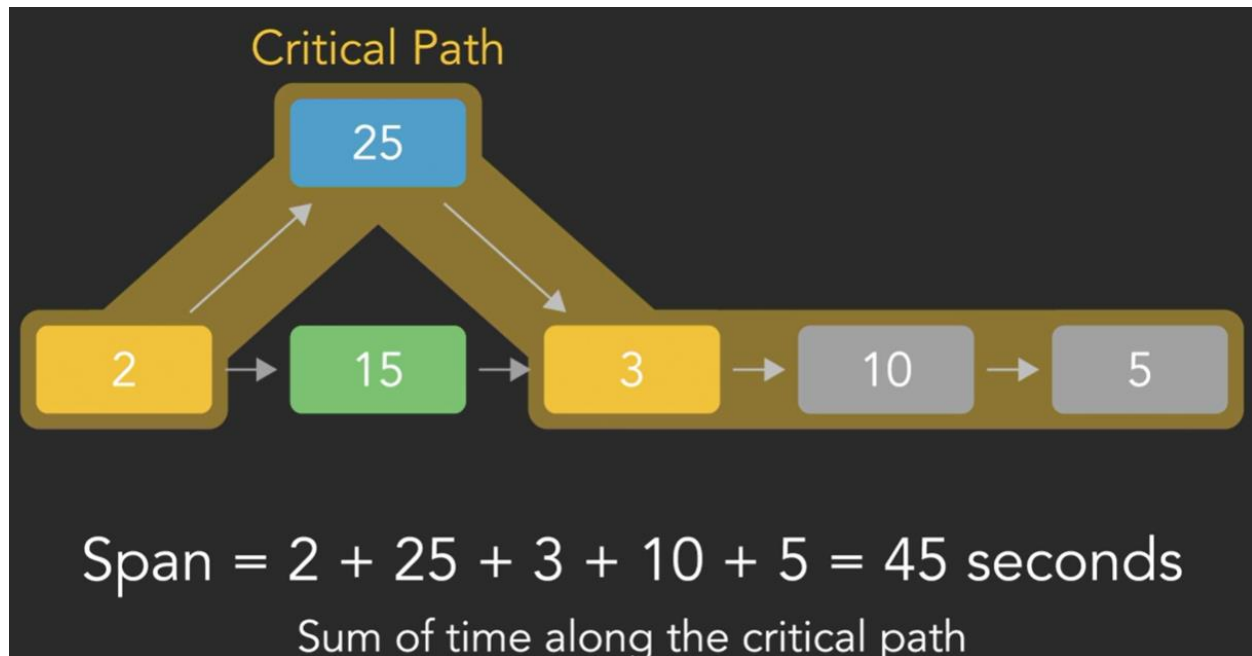 Critical Path
25
2
15
3
10
5
Span = 2 + 25 + 3 + 10 + 5 = 45 seconds
Sum of time along the critical path